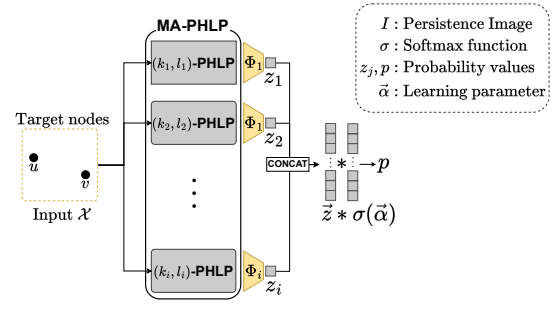 MA-PHLP
I : Persistence Image
σ : Softmax function
z_j, p : Probability values
α⃗ : Learning parameter
(k_1, l_1)-PHLP
Φ_1
z_1
Target nodes
u
v
Input 𝒳
(k_2, l_2)-PHLP
Φ_1
z_2
CONCAT
* p
z⃗ * σ(α⃗)
(k_i, l_i)-PHLP
Φ_i
z_i